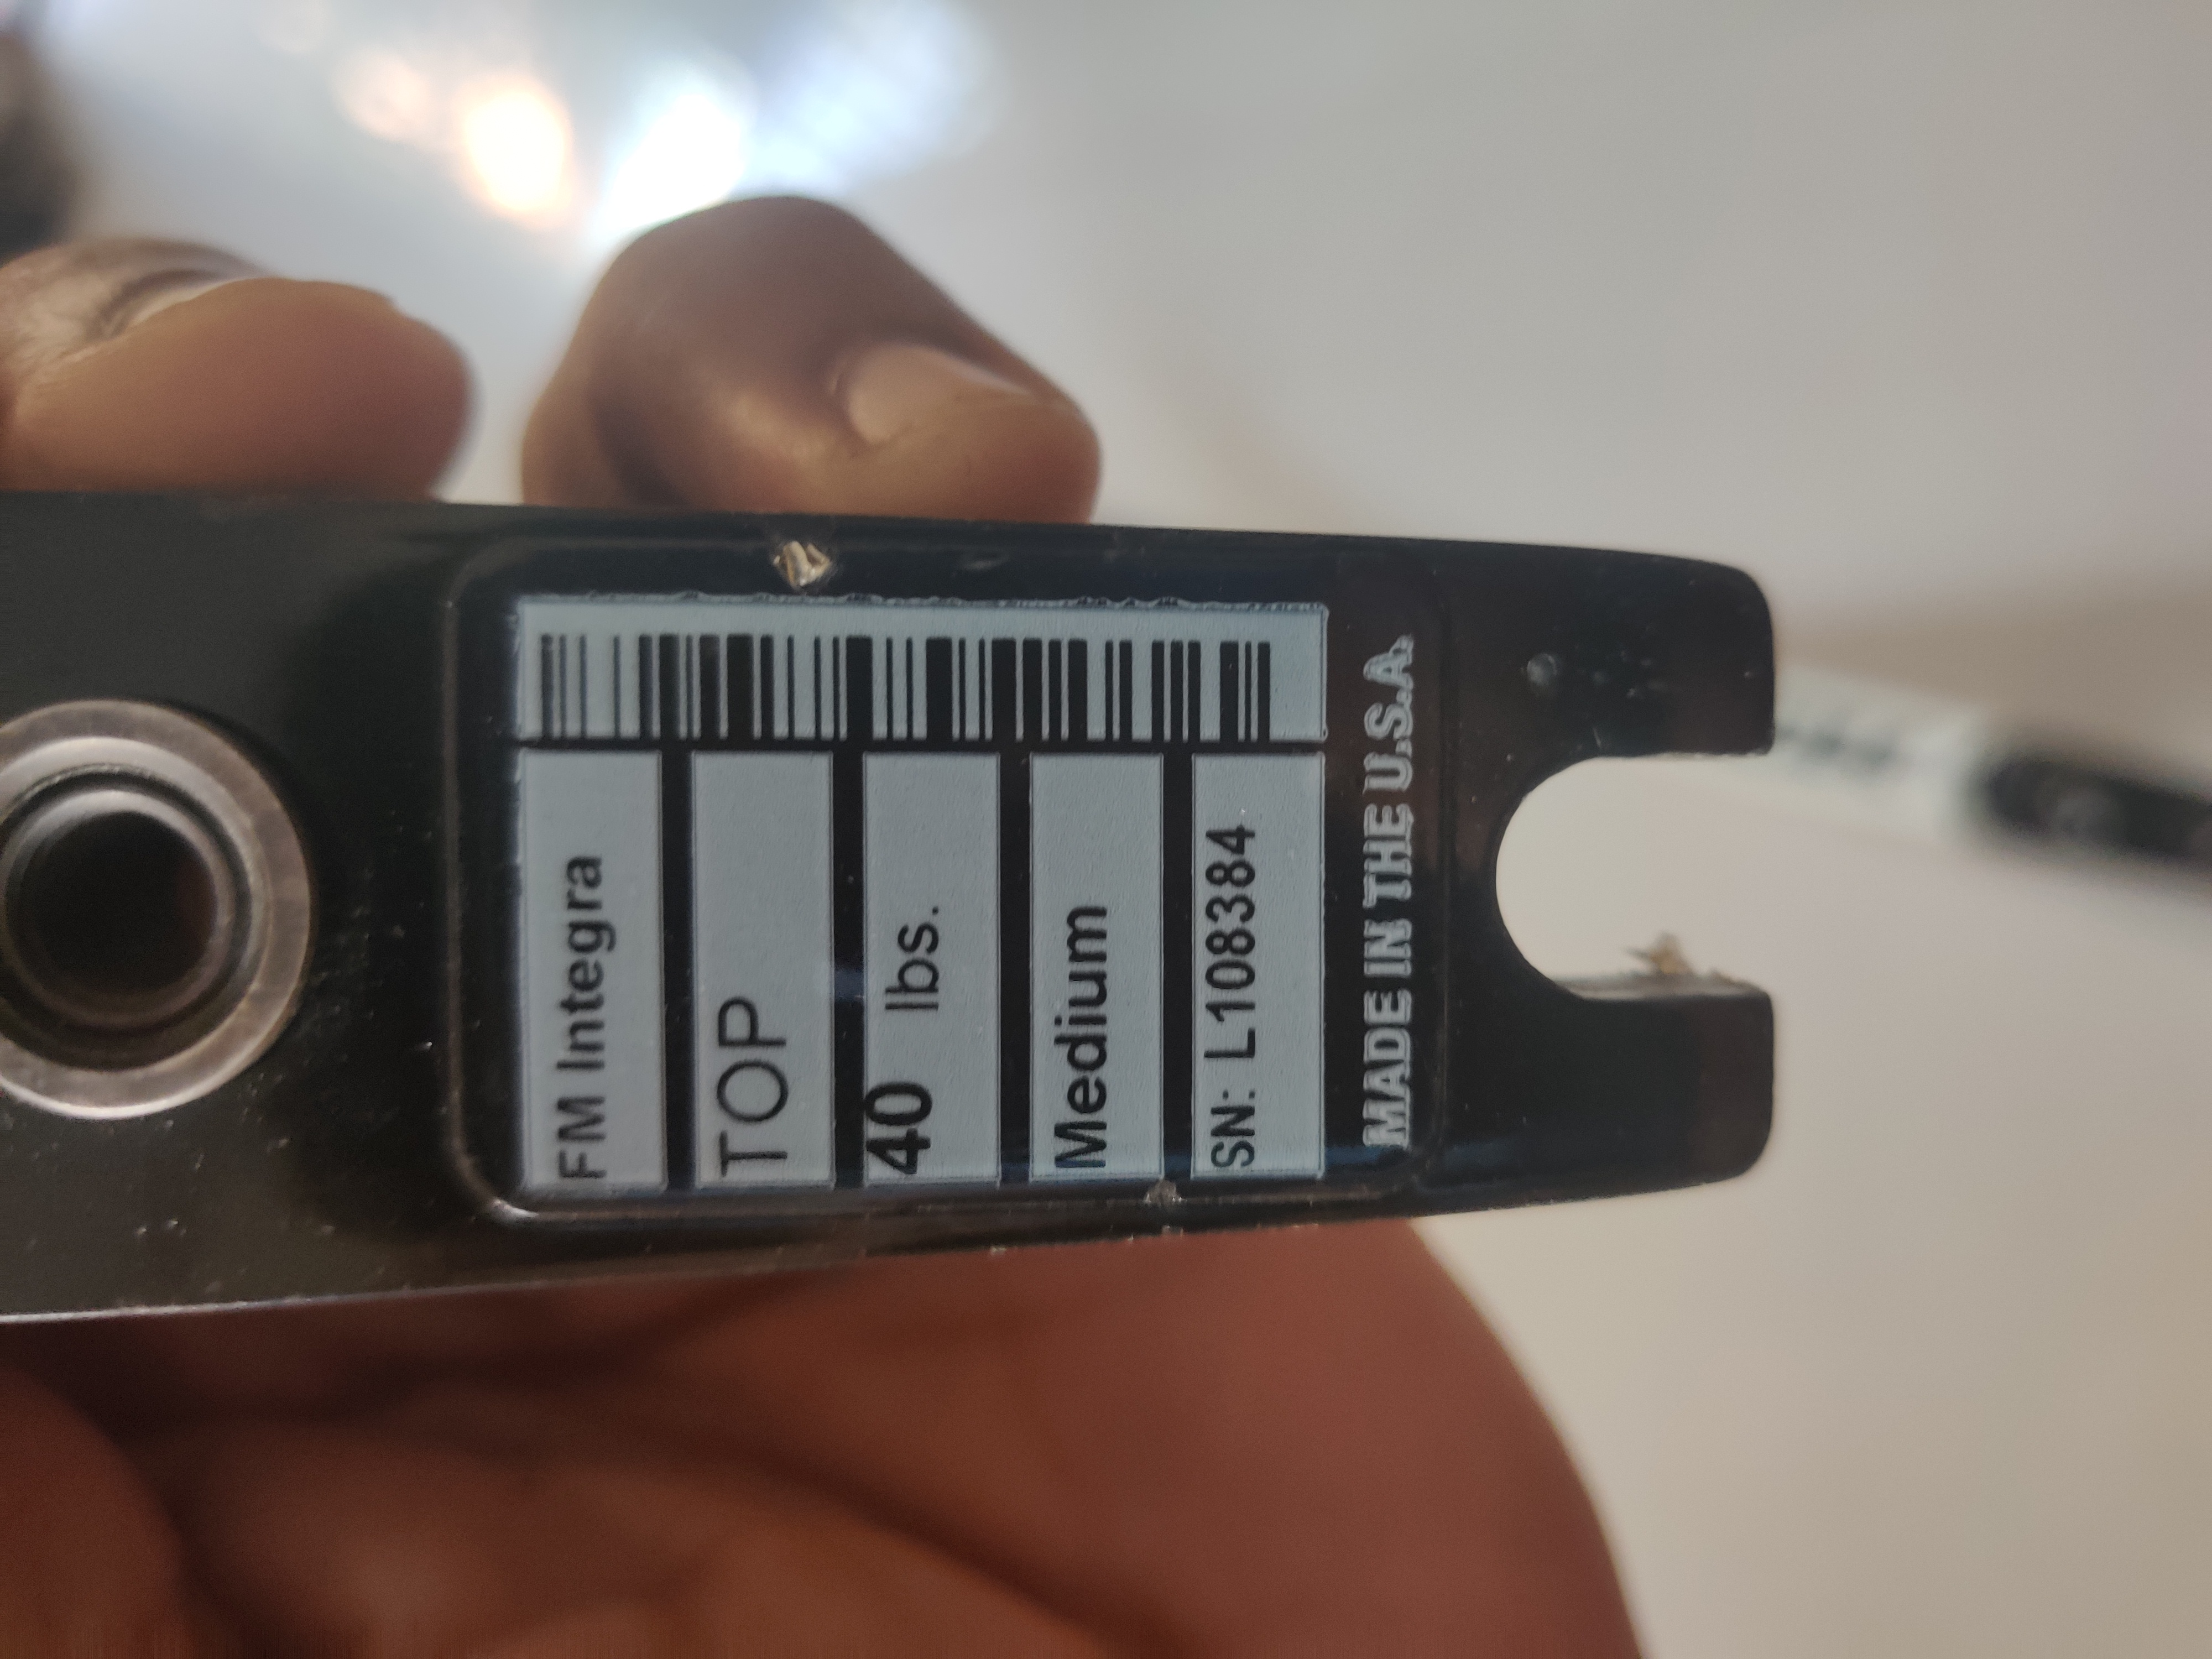 FM Integra
TOP
40 lbs.
Medium
SN: L108384
MADE IN THE U.S.A.